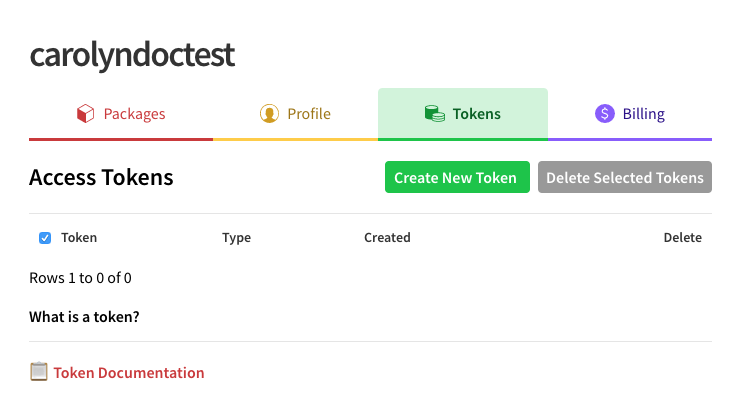 carolyndoctest
Packages Profile Tokens Billing
Access Tokens Create New Token Delete Selected Tokens
Token Type Created Delete
Rows 1 to 0 of 0
What is a token?
Token Documentation